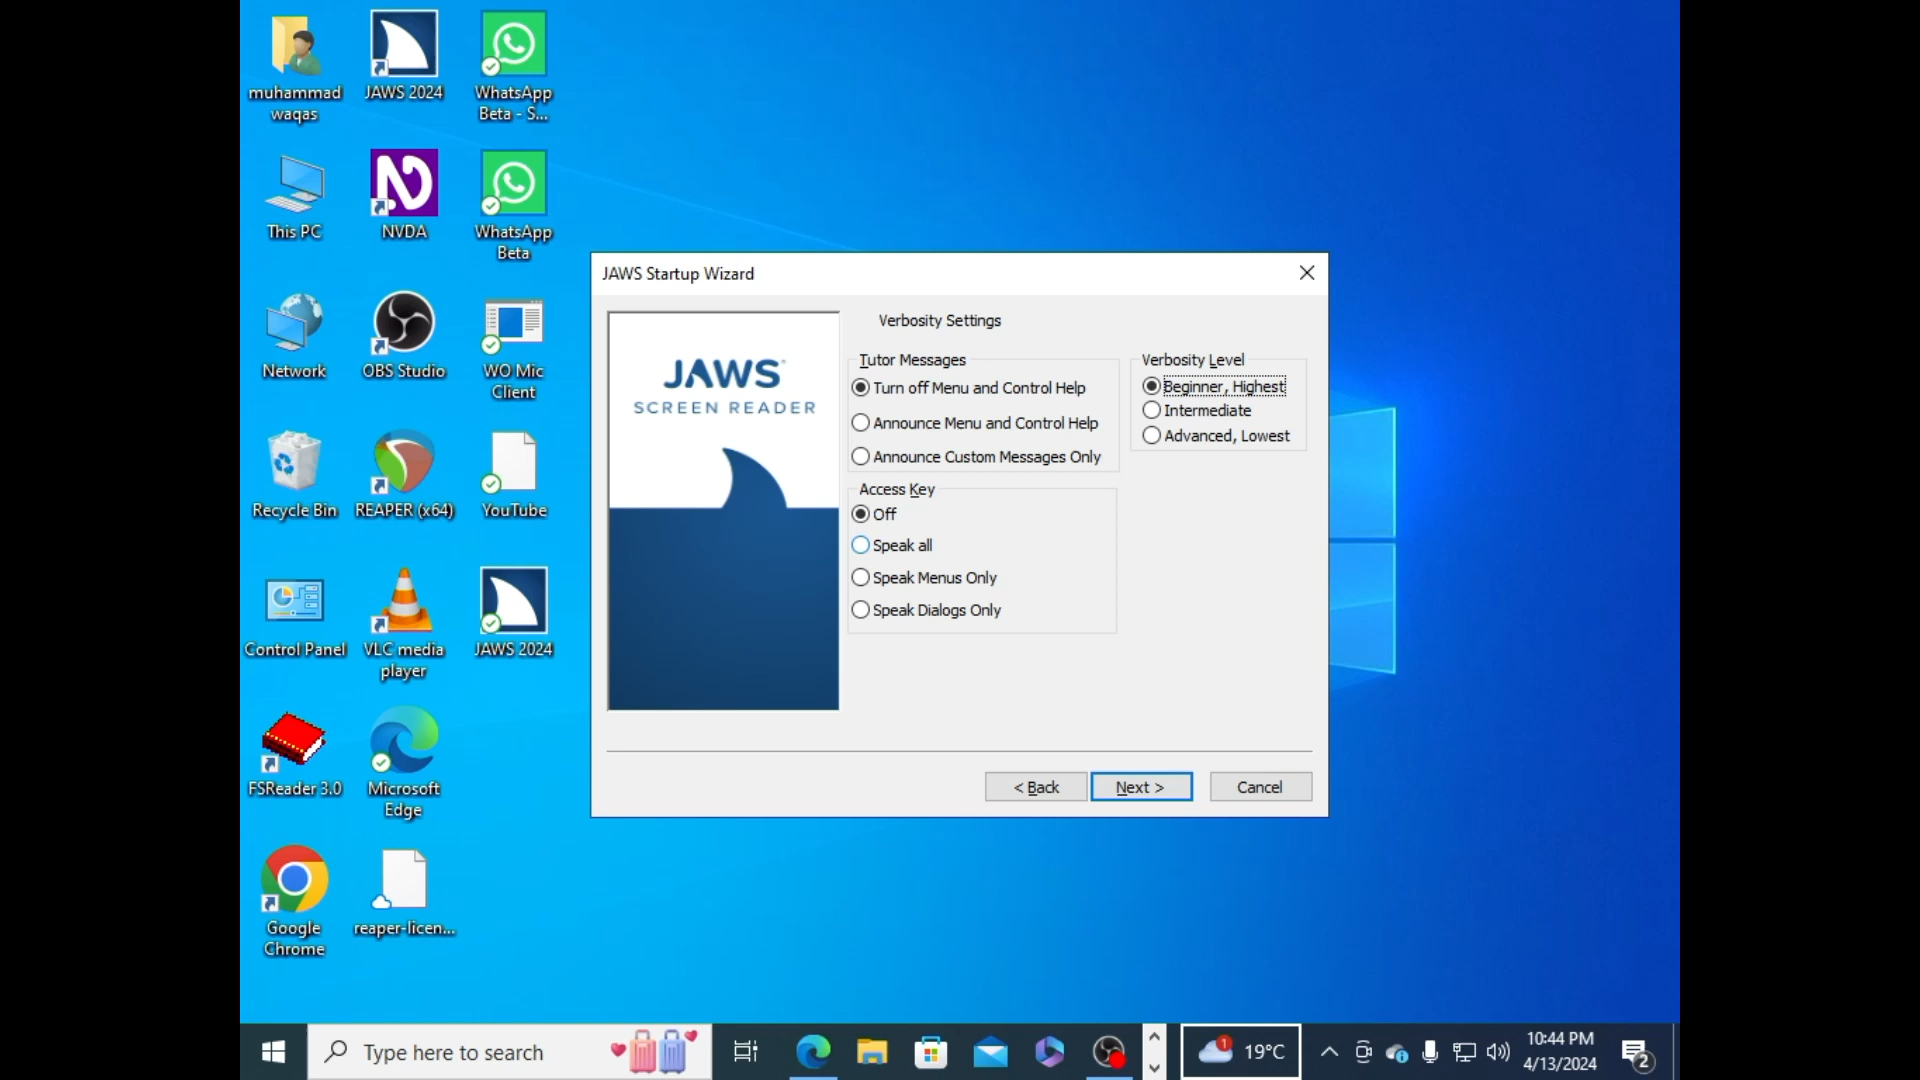 muhammad
waqas
JAWS 2024
WhatsApp
Beta - S...
This PC
NVDA
WhatsApp
Beta
Network
OBS Studio
WO Mic
Client
Recycle Bin
REAPER (x64)
YouTube
Control Panel
VLC media
player
JAWS 2024
FSReader 3.0
Microsoft
Edge
Google
Chrome
reaper-licen...
JAWS Startup Wizard
JAWS
SCREEN READER
Verbosity Settings
Tutor Messages
Turn off Menu and Control Help
Announce Menu and Control Help
Announce Custom Messages Only
Verbosity Level
Beginner, Highest
Intermediate
Advanced, Lowest
Access Key
Off
Speak all
Speak Menus Only
Speak Dialogs Only
< Back
Next >
Cancel
Type here to search
1
19°C
10:44 PM
4/13/2024
2